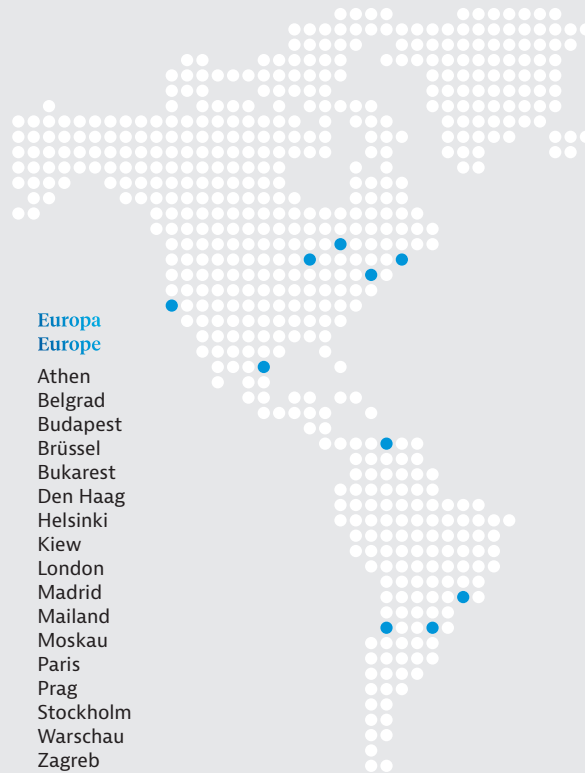 Europa
Europe
Athen
Belgrad
Budapest
Brüssel
Bukarest
Den Haag
Helsinki
Kiew
London
Madrid
Mailand
Moskau
Paris
Prag
Stockholm
Warschau
Zagreb